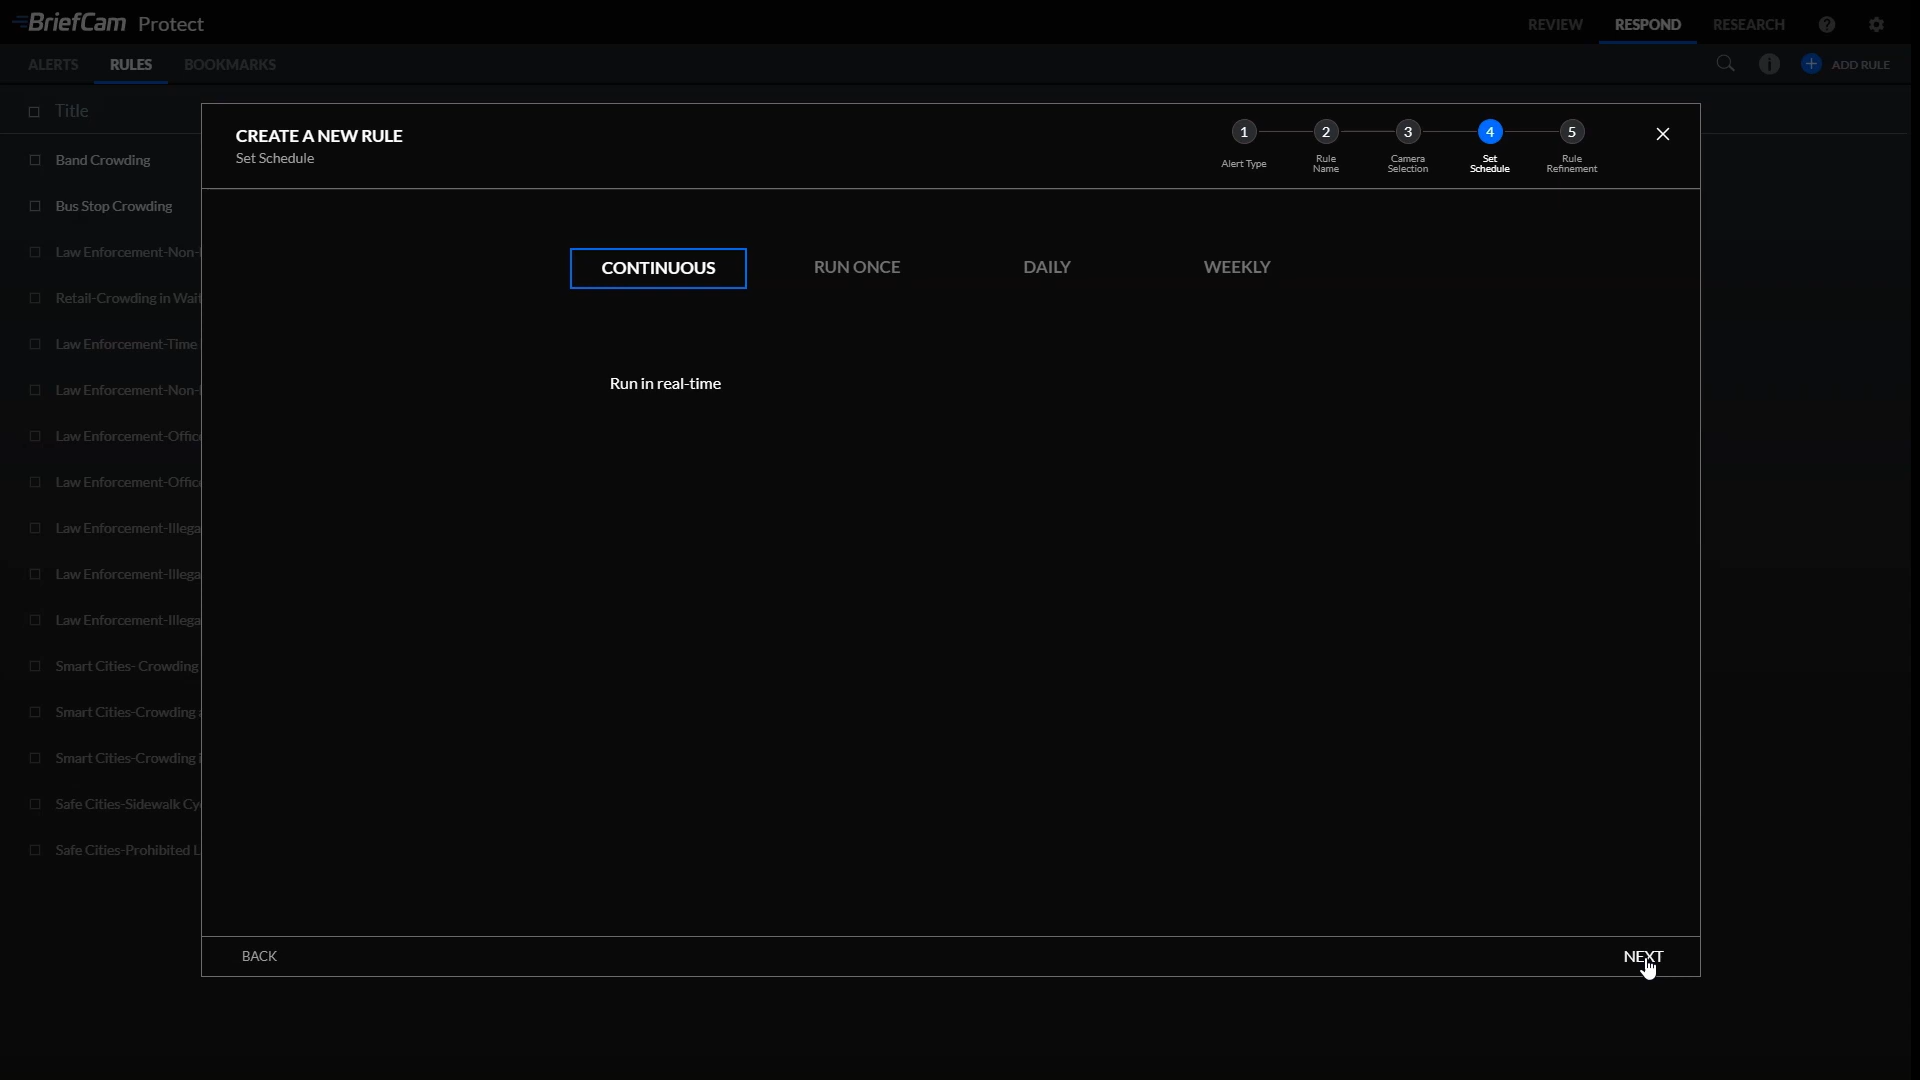 BriefCam Protect
REVIEW RESPOND RESEARCH ?
ALERTS RULES BOOKMARKS
i + ADD RULE
Title
CREATE A NEW RULE
Set Schedule
1 2 3 4 5
Alert Type
Rule Name
Camera Selection
Set Schedule
Rule Refinement
Band Crowding
Bus Stop Crowding
Law Enforcement-Non-
Retail-Crowding in Wait
Law Enforcement-Time
Law Enforcement-Non-
Law Enforcement-Offic
Law Enforcement-Offic
Law Enforcement-Illega
Law Enforcement-Illega
Law Enforcement-Illega
Smart Cities- Crowding
Smart Cities-Crowding
Smart Cities-Crowding
Safe Cities-Sidewalk Cy
Safe Cities-Prohibited L
CONTINUOUS RUN ONCE DAILY WEEKLY
Run in real-time
BACK NEXT